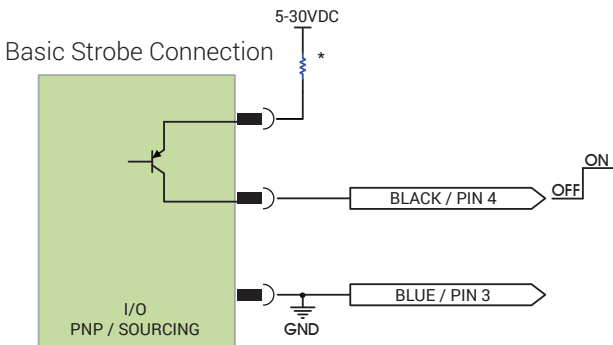 5-30VDC
Basic Strobe Connection
*
ON
OFF
BLACK / PIN 4
BLUE / PIN 3
I/O
PNP / SOURCING
GND